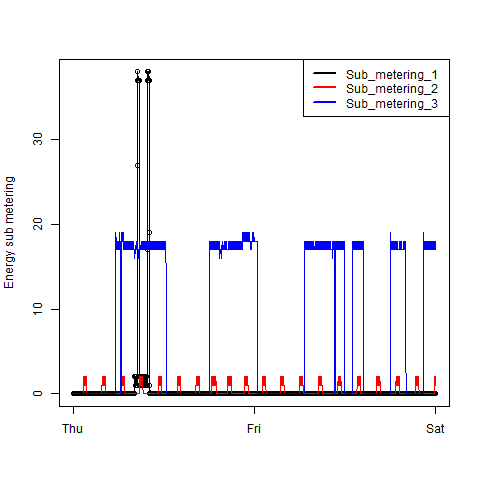 Sub_metering_1
Sub_metering_2
Sub_metering_3
Energy sub metering
30
20
10
0
Thu Fri Sat